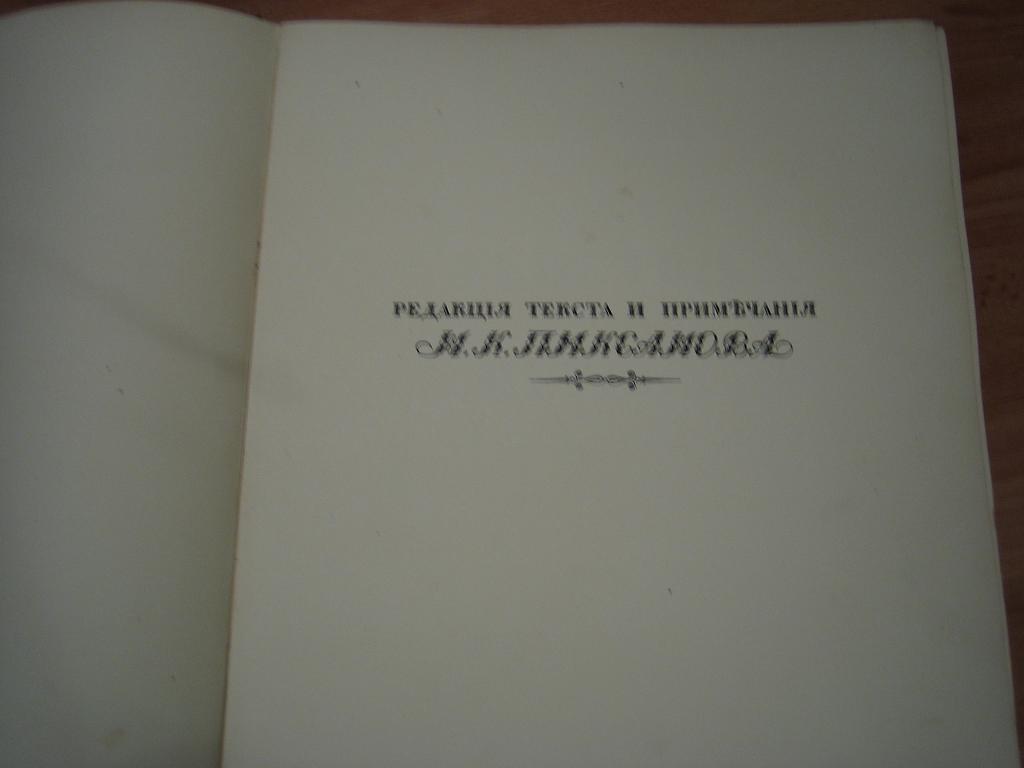 РЕДАКЦІЯ ТЕКСТА И ПРИМѢЧАНІЯ
Н. К. ПИКСАНОВА